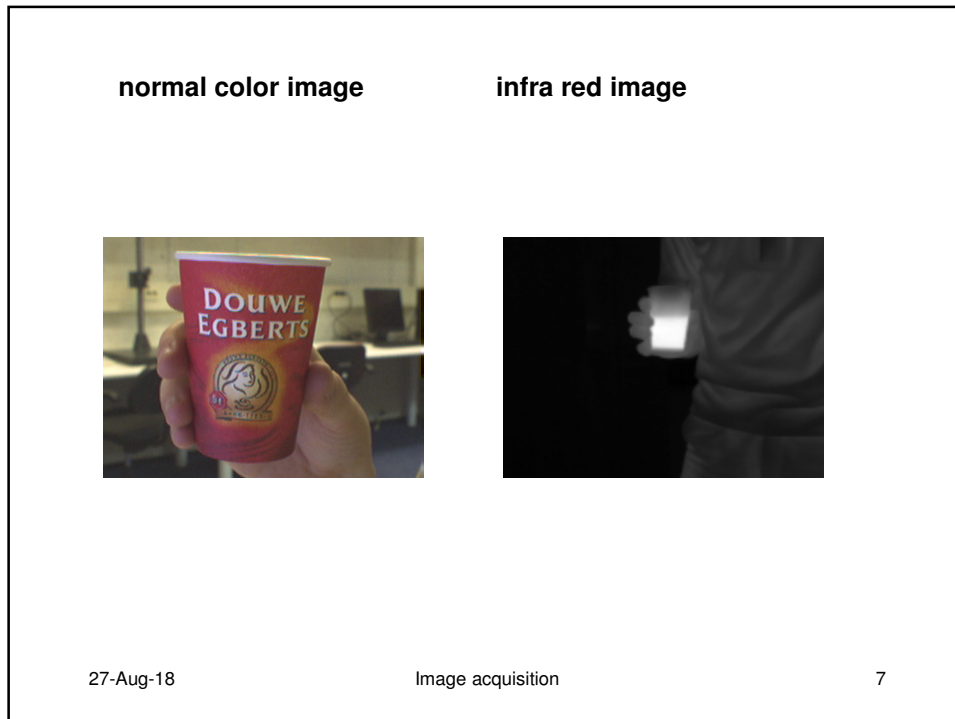 normal color image
infra red image
DOUWE
EGBERTS
27-Aug-18
Image acquisition
7